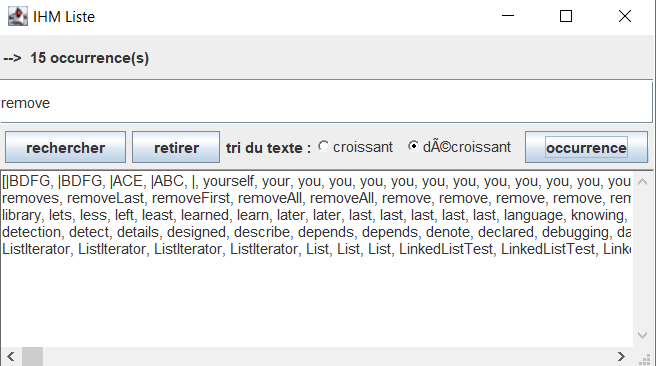 IHM Liste
--> 15 occurrence(s)
remove
rechercher retirer tri du texte : croissant dÃ©croissant occurrence
[|BDFG, |BDFG, |ACE, |ABC, |, yourself, your, you, you, you, you, you, you, you, you, you, you, you, you, you
removes, removeLast, removeFirst, removeAll, removeAll, remove, remove, remove, remove,
library, lets, less, left, least, learned, learn, later, later, last, last, last, last, last, language, knowing,
detection, detect, details, designed, describe, depends, depends, denote, declared, debugging,
ListIterator, ListIterator, ListIterator, ListIterator, List, List, List, LinkedListTest, LinkedListTest,